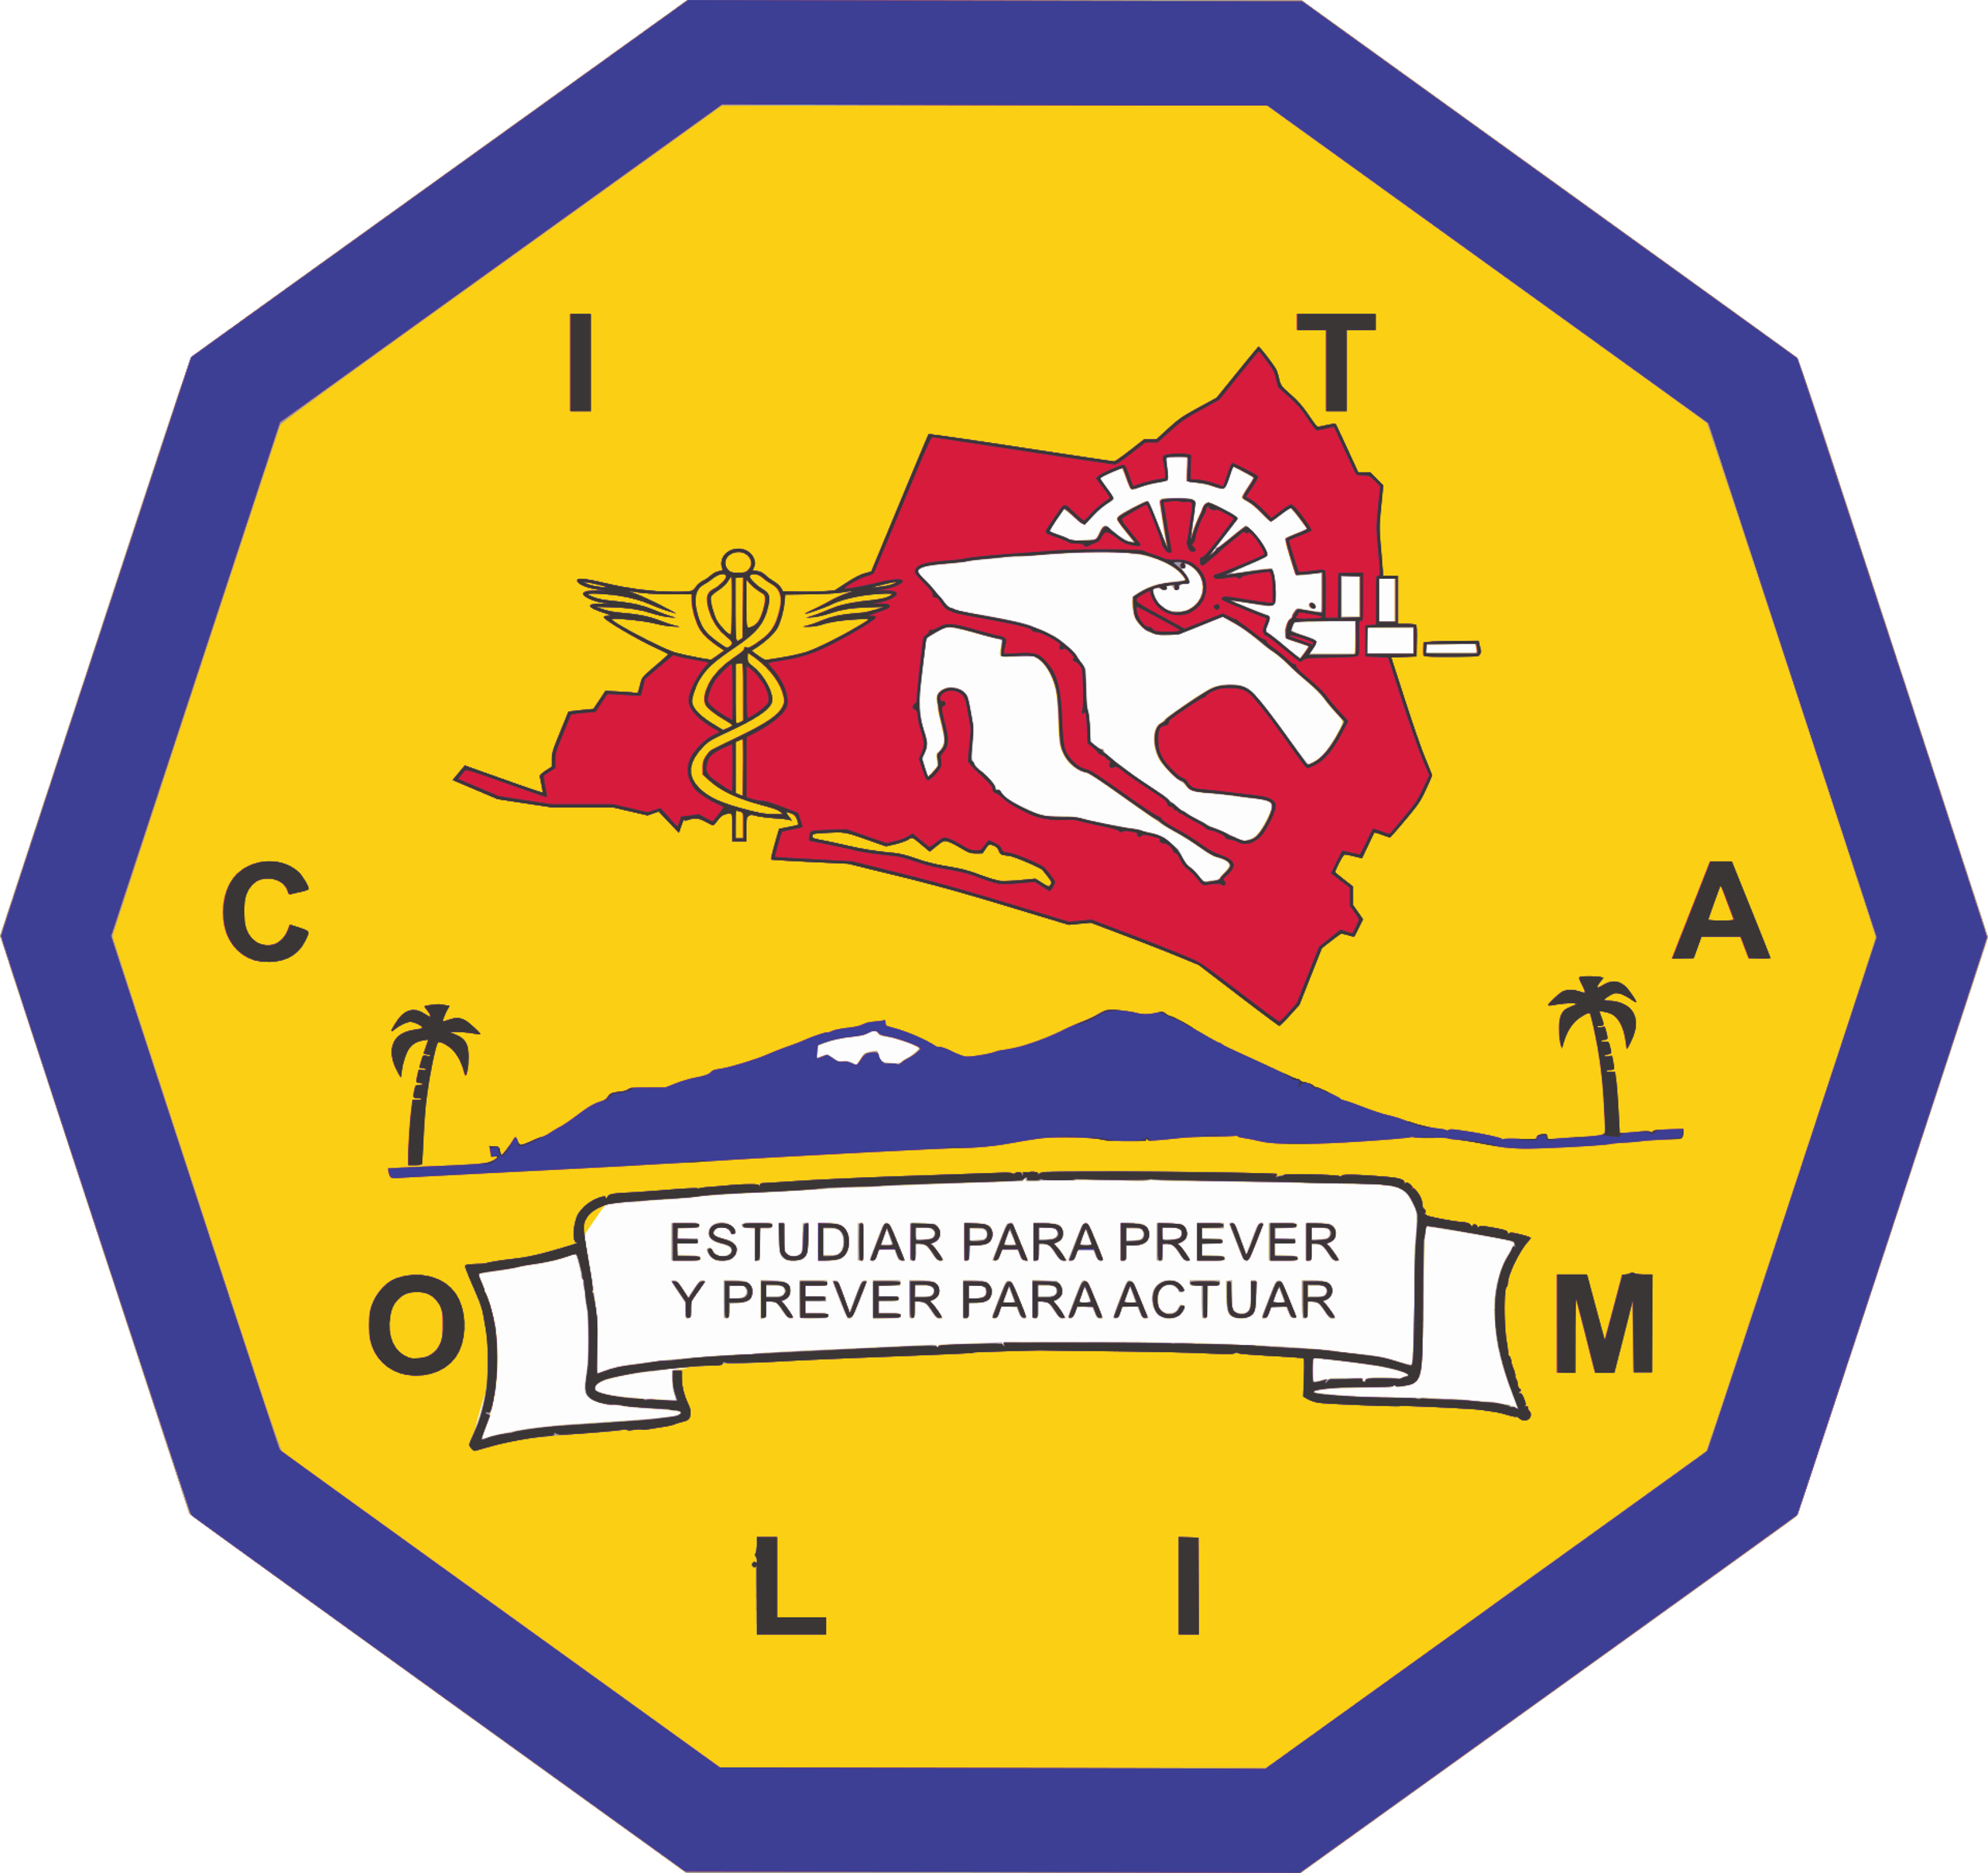 I T
C O L I M A
ESTUDIAR PARA PREVER
Y PREVER PARA ACTUAR